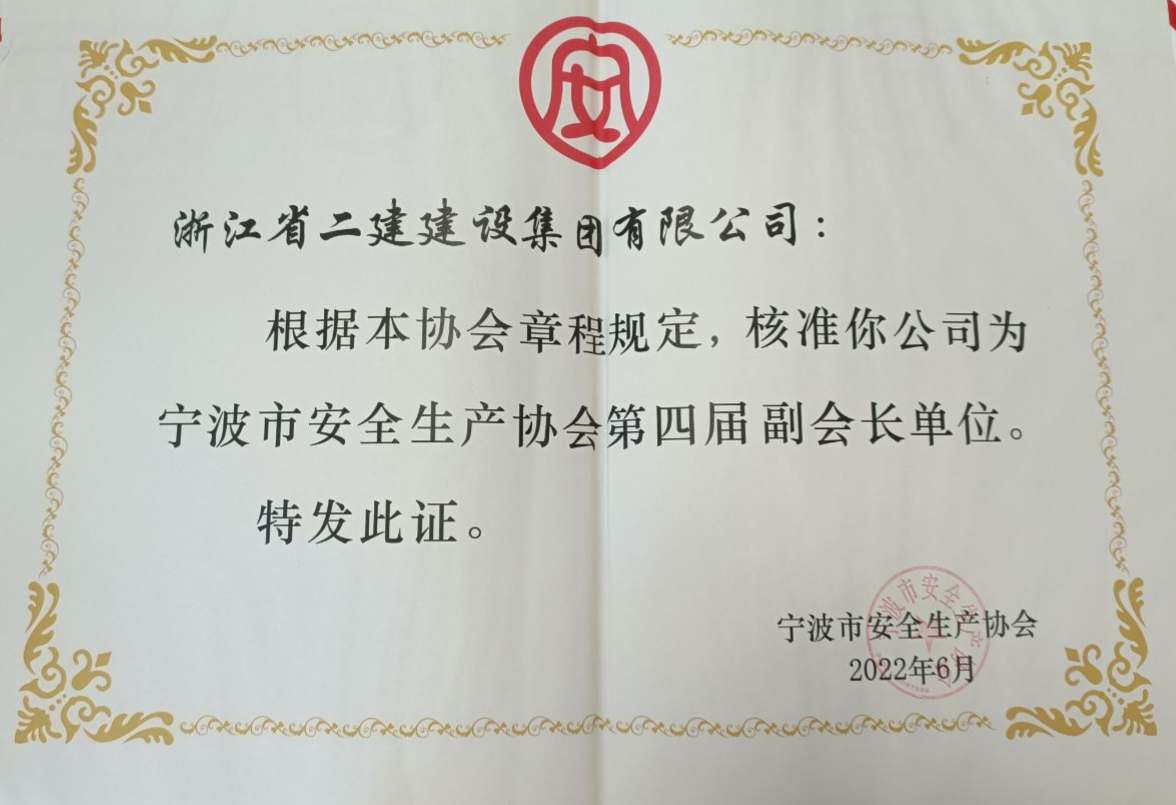 浙江省二建建设集团有限公司：
根据本协会章程规定，核准你公司为
宁波市安全生产协会第四届副会长单位。
特发此证。
宁波市安全生产协会
2022年6月